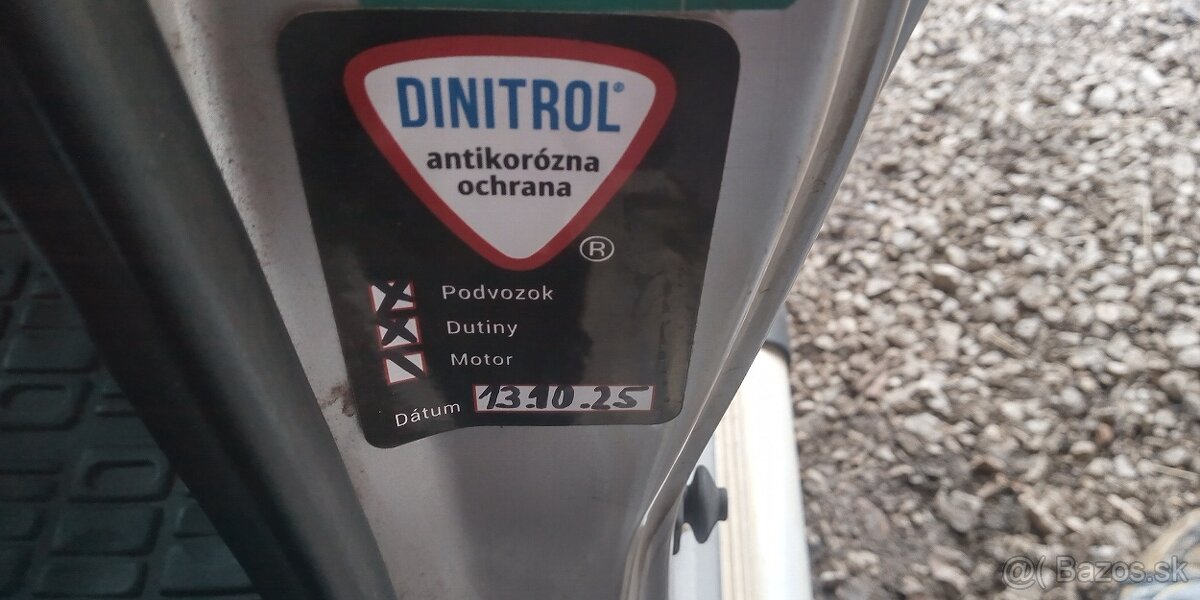 DINITROL®
antikorózna
ochrana
®
Podvozok
Dutiny
Motor
Dátum 13.10.25
@( Bazos.sk